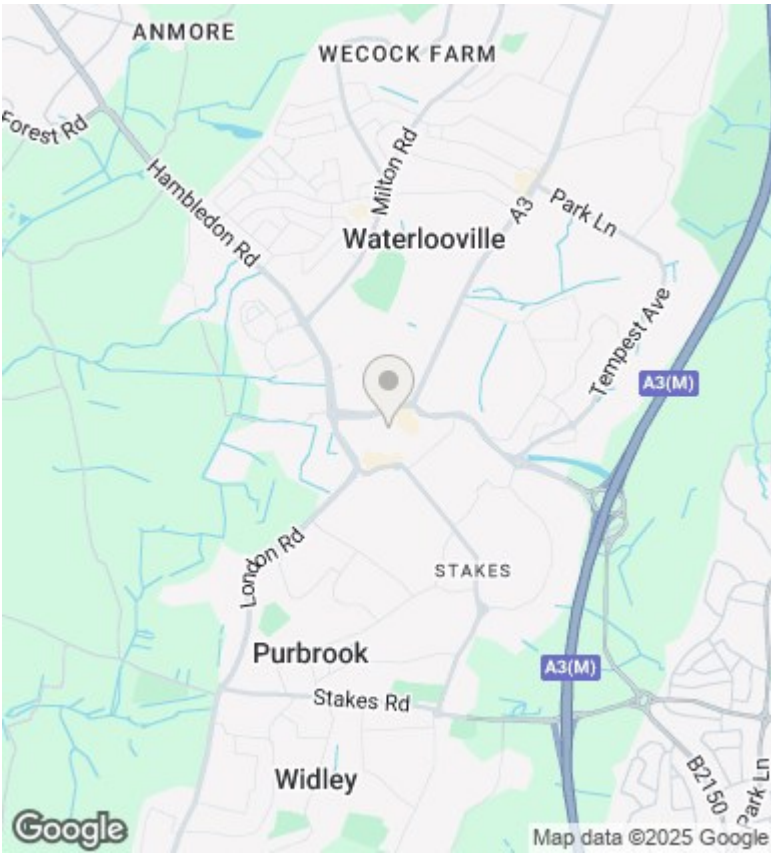 ANMORE
WECOCK FARM
Forest Rd
Milton Rd
Hambledon Rd
A3
Park Ln
Waterlooville
Tempest Ave
A3(M)
London Rd
STAKES
Purbrook
A3(M)
Stakes Rd
Widley
B2150
Park Ln
Google
Map data ©2025 Google